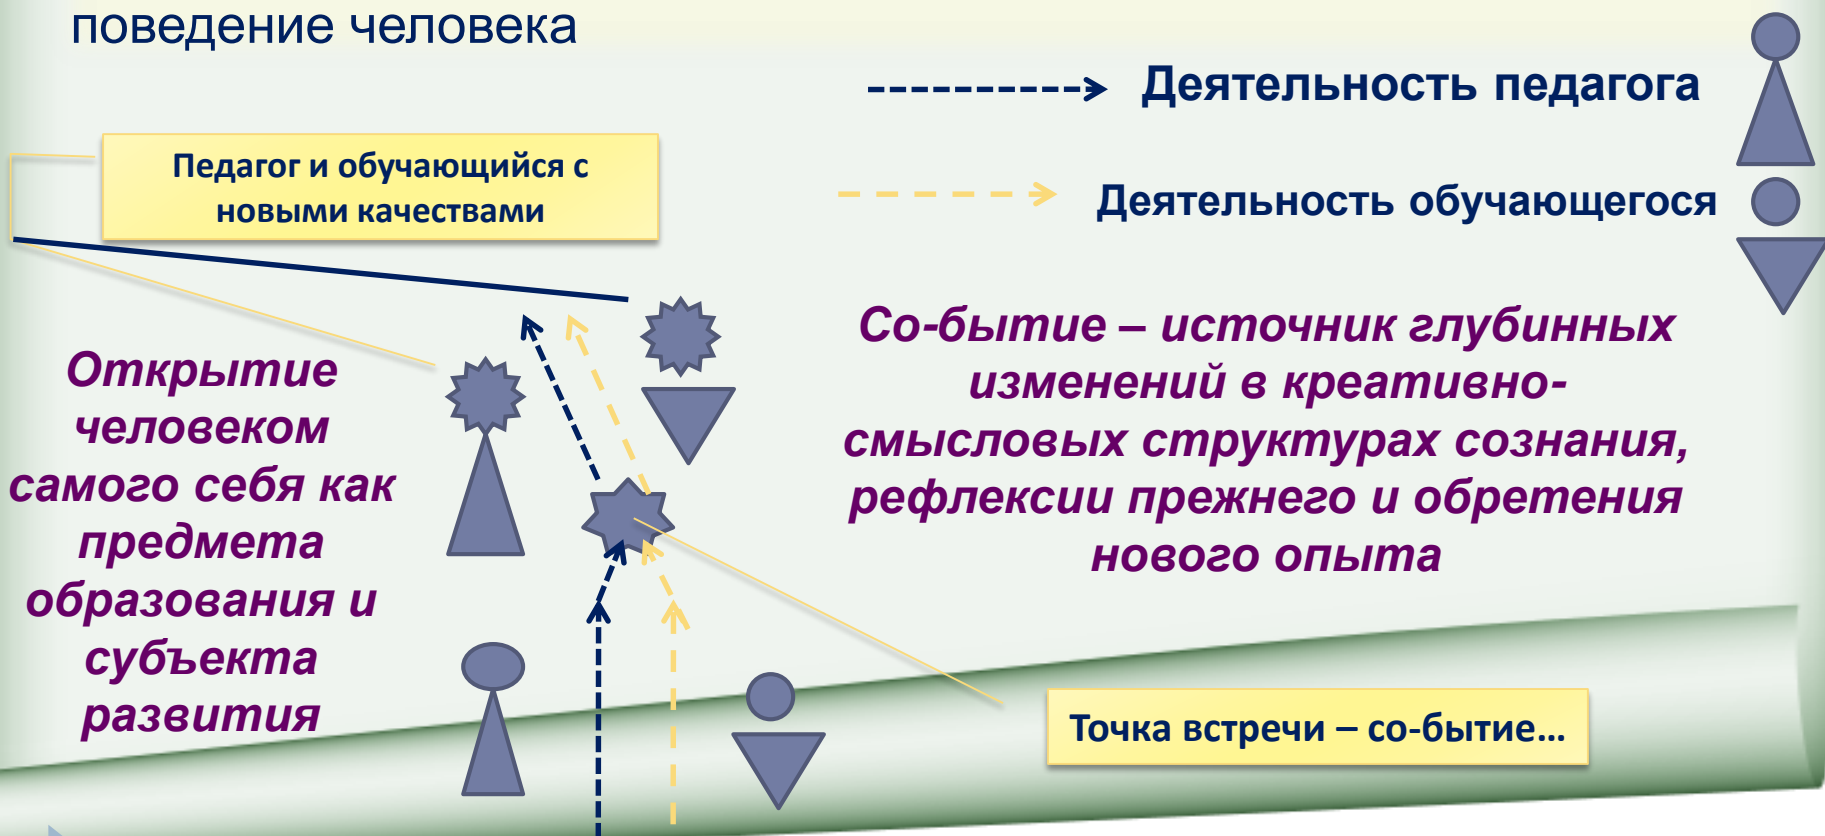 поведение человека
Деятельность педагога
Педагог и обучающийся с
новыми качествами
Деятельность обучающегося
Со-бытие – источник глубинных
изменений в креативно-
смысловых структурах сознания,
рефлексии прежнего и обретения
нового опыта
Открытие
человеком
самого себя как
предмета
образования и
субъекта
развития
Точка встречи – со-бытие…